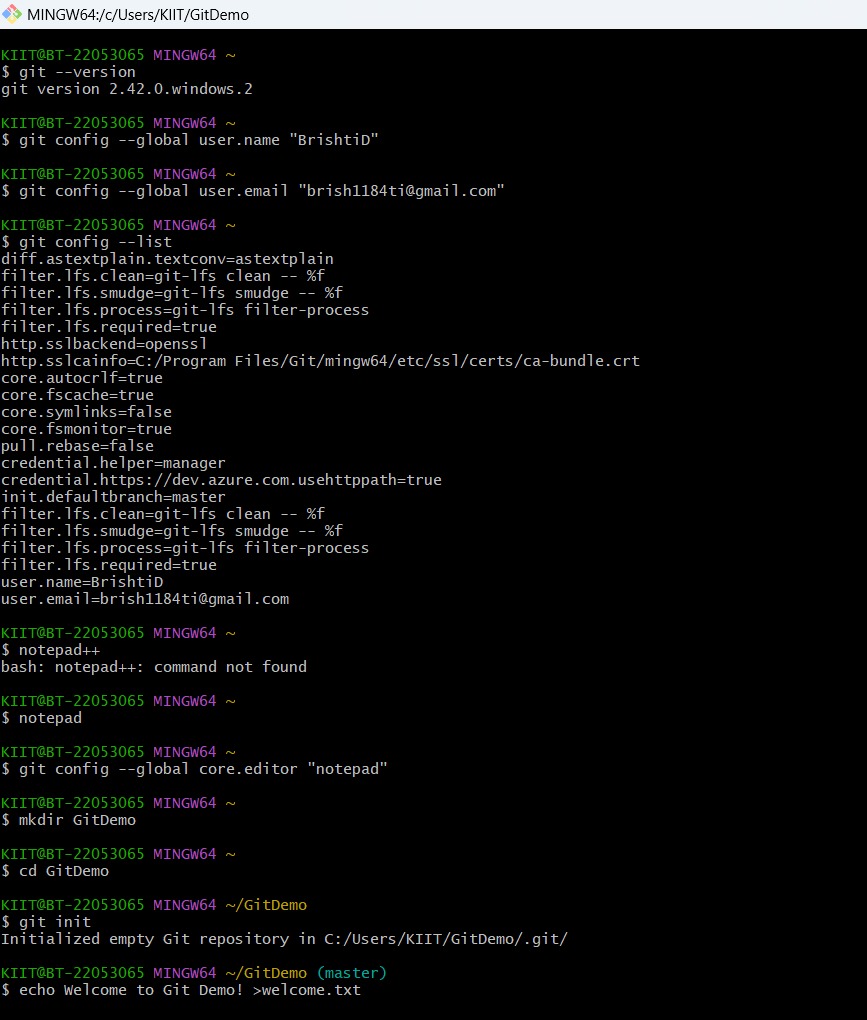 MINGW64:/c/Users/KIIT/GitDemo
KIIT@BT-22053065 MINGW64 ~
$ git --version
git version 2.42.0.windows.2
KIIT@BT-22053065 MINGW64 ~
$ git config --global user.name "BrishtiD"
KIIT@BT-22053065 MINGW64 ~
$ git config --global user.email "brish1184ti@gmail.com"
KIIT@BT-22053065 MINGW64 ~
$ git config --list
diff.astextplain.textconv=astextplain
filter.lfs.clean=git-lfs clean -- %f
filter.lfs.smudge=git-lfs smudge -- %f
filter.lfs.process=git-lfs filter-process
filter.lfs.required=true
http.sslbackend=openssl
http.sslcainfo=C:/Program Files/Git/mingw64/etc/ssl/certs/ca-bundle.crt
core.autocrlf=true
core.fscache=true
core.symlinks=false
core.fsmonitor=true
pull.rebase=false
credential.helper=manager
credential.https://dev.azure.com.usehttppath=true
init.defaultbranch=master
filter.lfs.clean=git-lfs clean -- %f
filter.lfs.smudge=git-lfs smudge -- %f
filter.lfs.process=git-lfs filter-process
filter.lfs.required=true
user.name=BrishtiD
user.email=brish1184ti@gmail.com
KIIT@BT-22053065 MINGW64 ~
$ notepad++
bash: notepad++: command not found
KIIT@BT-22053065 MINGW64 ~
$ notepad
KIIT@BT-22053065 MINGW64 ~
$ git config --global core.editor "notepad"
KIIT@BT-22053065 MINGW64 ~
$ mkdir GitDemo
KIIT@BT-22053065 MINGW64 ~
$ cd GitDemo
KIIT@BT-22053065 MINGW64 ~/GitDemo
$ git init
Initialized empty Git repository in C:/Users/KIIT/GitDemo/.git/
KIIT@BT-22053065 MINGW64 ~/GitDemo (master)
$ echo Welcome to Git Demo! >welcome.txt